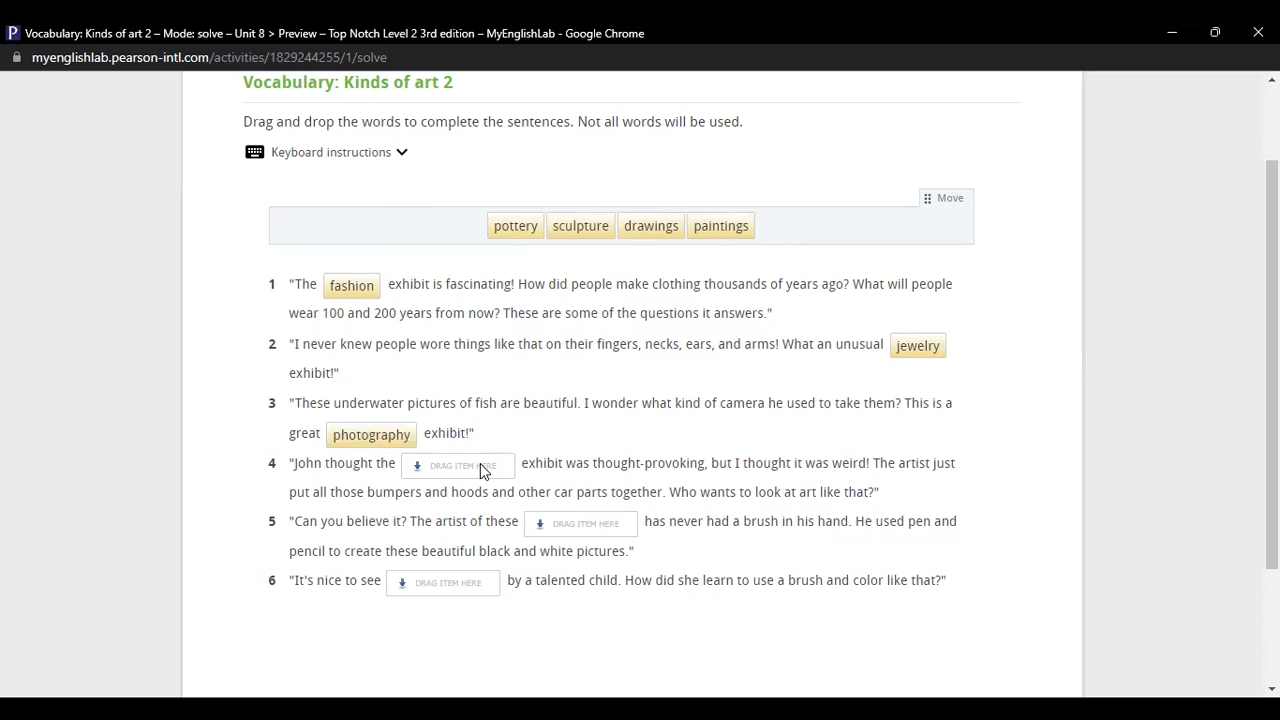 Vocabulary: Kinds of art 2 – Mode: solve – Unit 8 > Preview – Top Notch Level 2 3rd edition – MyEnglishLab - Google Chrome
myenglishlab.pearson-intl.com/activities/1829244255/1/solve
Vocabulary: Kinds of art 2
Drag and drop the words to complete the sentences. Not all words will be used.
Keyboard instructions
Move
pottery sculpture drawings paintings
1 "The fashion exhibit is fascinating! How did people make clothing thousands of years ago? What will people
wear 100 and 200 years from now? These are some of the questions it answers."
2 "I never knew people wore things like that on their fingers, necks, ears, and arms! What an unusual jewelry
exhibit!"
3 "These underwater pictures of fish are beautiful. I wonder what kind of camera he used to take them? This is a
great photography exhibit!"
4 "John thought the DRAG ITEM HERE exhibit was thought-provoking, but I thought it was weird! The artist just
put all those bumpers and hoods and other car parts together. Who wants to look at art like that?"
5 "Can you believe it? The artist of these DRAG ITEM HERE has never had a brush in his hand. He used pen and
pencil to create these beautiful black and white pictures."
6 "It's nice to see DRAG ITEM HERE by a talented child. How did she learn to use a brush and color like that?"